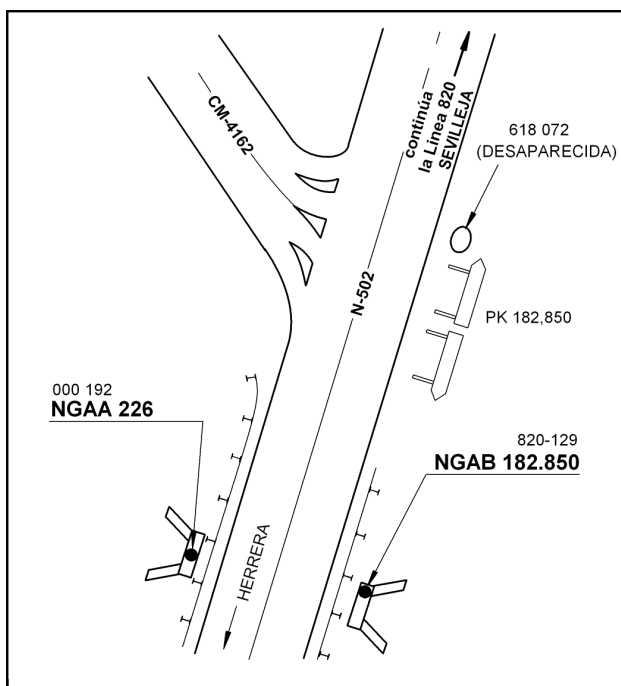 CM-4162
continúa
la Línea 820
SEVILLEJA
618 072
(DESAPARECIDA)
N-502
PK 182,850
000 192
NGAA 226
820-129
NGAB 182.850
HERRERA